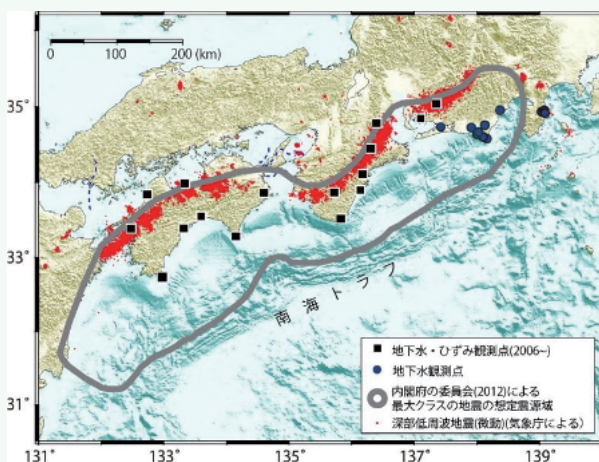 0 100 200 (km)
35°
33°
31°
南海トラフ
■ 地下水・ひずみ観測点(2006~)
● 地下水観測点
内閣府の委員会(2012)による
最大クラスの地震の想定震源域
深部低周波地震(微動)(気象庁による)
131° 133° 135° 137° 139°